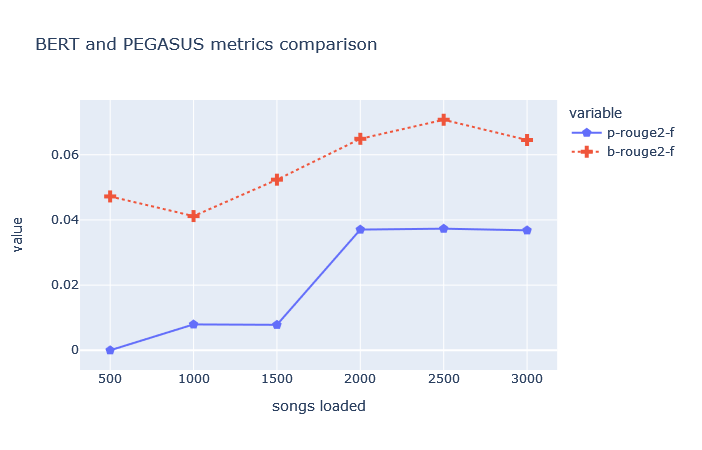 BERT and PEGASUS metrics comparison
variable
p-rouge2-f
b-rouge2-f
value
0.06
0.04
0.02
0
500 1000 1500 2000 2500 3000
songs loaded